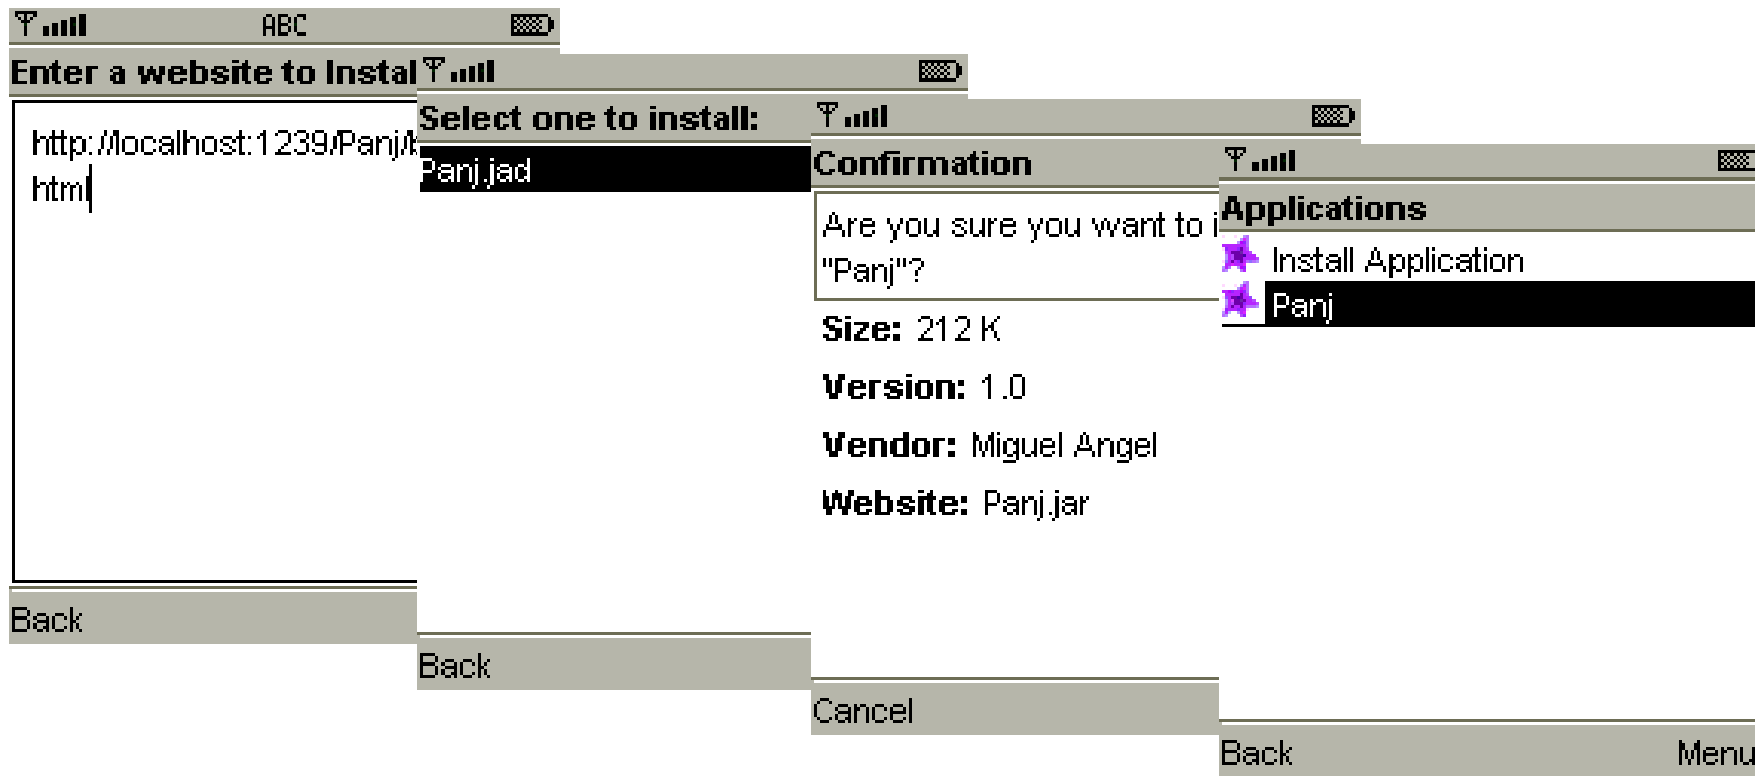 ABC
Enter a website to Instal
http://localhost:1239/Panj/
html
Back
Select one to install:
Panj.jad
Back
Confirmation
Are you sure you want to i
"Panj"?
Size: 212 K
Version: 1.0
Vendor: Miguel Angel
Website: Panj.jar
Cancel
Applications
Install Application
Panj
Back
Menu